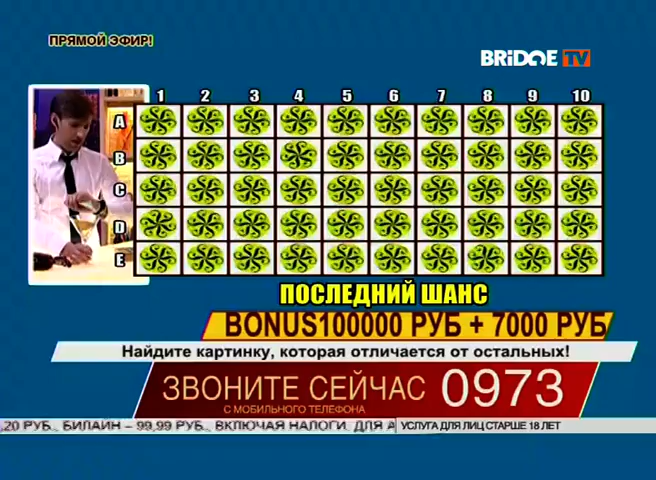 ПРЯМОЙ ЭФИР!
BRIDGE TV
1 2 3 4 5 6 7 8 9 10
A
B
C
D
E
ПОСЛЕДНИЙ ШАНС
BONUS100000 РУБ + 7000 РУБ
Найдите картинку, которая отличается от остальных!
ЗВОНИТЕ СЕЙЧАС 0973
С МОБИЛЬНОГО ТЕЛЕФОНА
,20 РУБ., БИЛАЙН – 99,99 РУБ., ВКЛЮЧАЯ НАЛОГИ. ДЛЯ А УСЛУГА ДЛЯ ЛИЦ СТАРШЕ 18 ЛЕТ